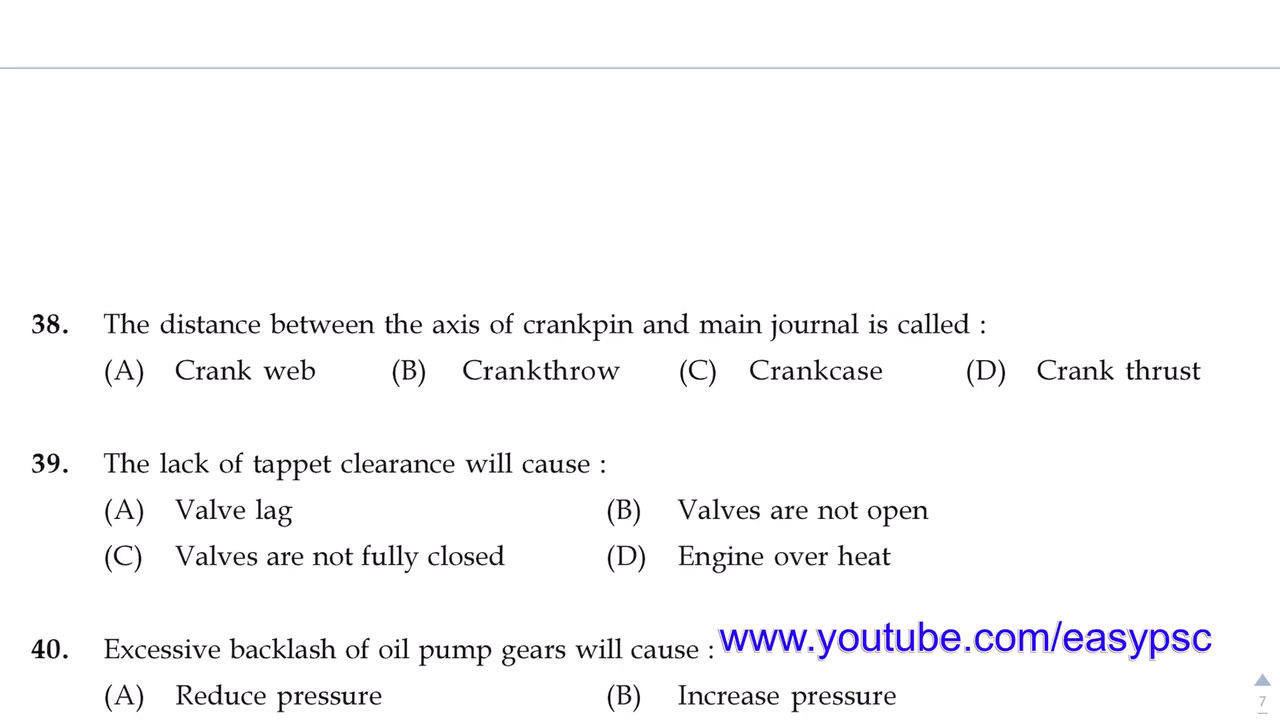 38. The distance between the axis of crankpin and main journal is called :
(A) Crank web (B) Crankthrow (C) Crankcase (D) Crank thrust
39. The lack of tappet clearance will cause :
(A) Valve lag (B) Valves are not open
(C) Valves are not fully closed (D) Engine over heat
40. Excessive backlash of oil pump gears will cause : www.youtube.com/easypsc
(A) Reduce pressure (B) Increase pressure
7